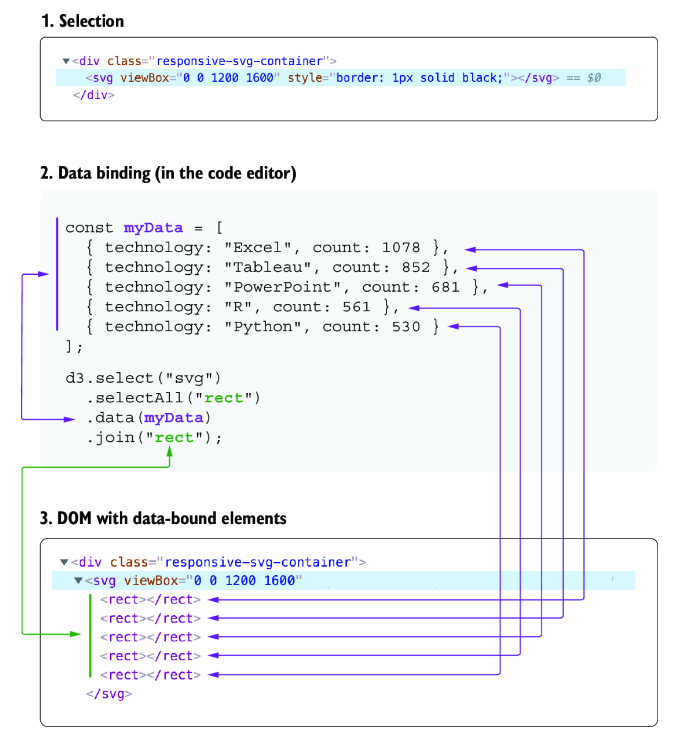 1. Selection
▼<div class="responsive-svg-container">
<svg viewBox="0 0 1200 1600" style="border: 1px solid black;"></svg> == $0
</div>
2. Data binding (in the code editor)
const myData = [
{ technology: "Excel", count: 1078 },
{ technology: "Tableau", count: 852 },
{ technology: "PowerPoint", count: 681 },
{ technology: "R", count: 561 },
{ technology: "Python", count: 530 }
];
d3.select("svg")
.selectAll("rect")
.data(myData)
.join("rect");
3. DOM with data-bound elements
▼<div class="responsive-svg-container">
▼<svg viewBox="0 0 1200 1600"
<rect></rect>
<rect></rect>
<rect></rect>
<rect></rect>
<rect></rect>
</svg>